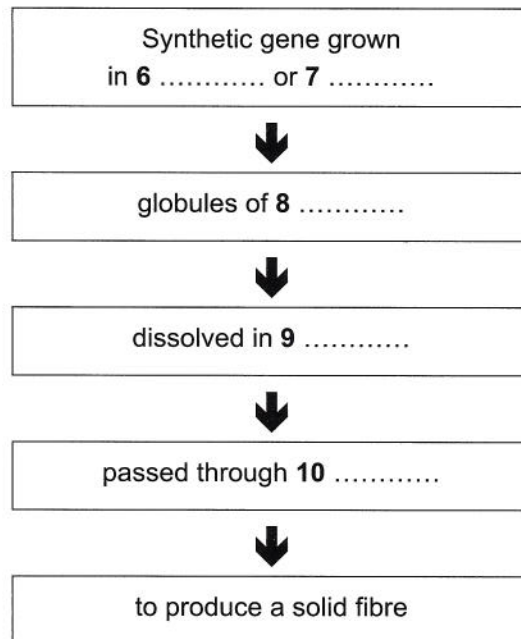 Synthetic gene grown
in 6 ............ or 7 ............
globules of 8 ............
dissolved in 9 ............
passed through 10 ............
to produce a solid fibre